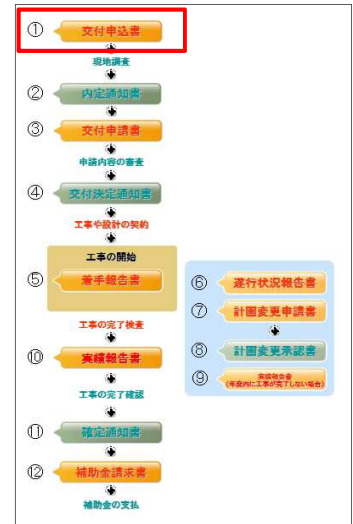 ① 交付申込書
現地調査
② 内定通知書
③ 交付申請書
申請内容の審査
④ 交付決定通知書
工事や設計の契約
工事の開始
⑤ 着手報告書
工事の完了検査
⑥ 遂行状況報告書
⑦ 計画変更申請書
⑧ 計画変更承認書
⑨ 実績報告書
(年度内に工事が完了しない場合)
⑩ 実績報告書
工事の完了確認
⑪ 確定通知書
⑫ 補助金請求書
補助金の支払